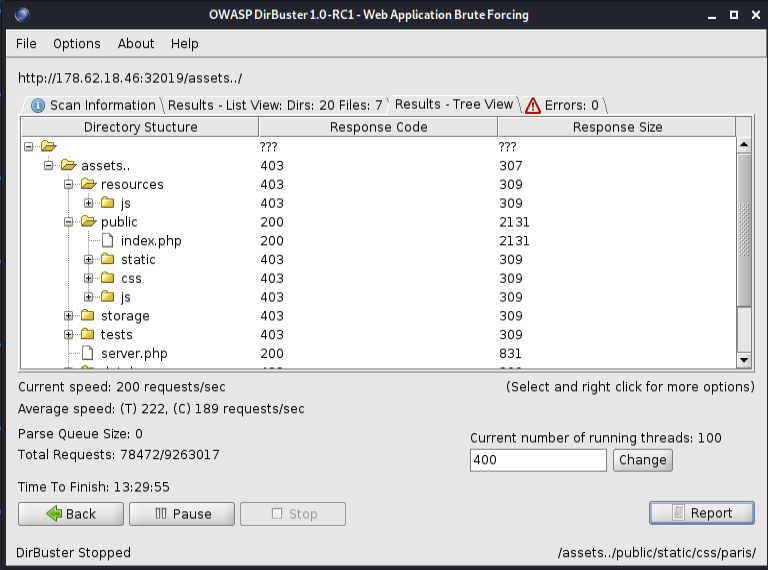 OWASP DirBuster 1.0-RC1 - Web Application Brute Forcing
File Options About Help
http://178.62.18.46:32019/assets../
Scan Information Results - List View: Dirs: 20 Files: 7 Results - Tree View Errors: 0
Directory Stucture Response Code Response Size
??? ???
assets.. 403 307
resources 403 309
js 403 309
public 200 2131
index.php 200 2131
static 403 309
css 403 309
js 403 309
storage 403 309
tests 403 309
server.php 200 831
Current speed: 200 requests/sec (Select and right click for more options)
Average speed: (T) 222, (C) 189 requests/sec
Parse Queue Size: 0
Current number of running threads: 100
Total Requests: 78472/9263017
400 Change
Time To Finish: 13:29:55
Back Pause Stop Report
DirBuster Stopped /assets../public/static/css/paris/